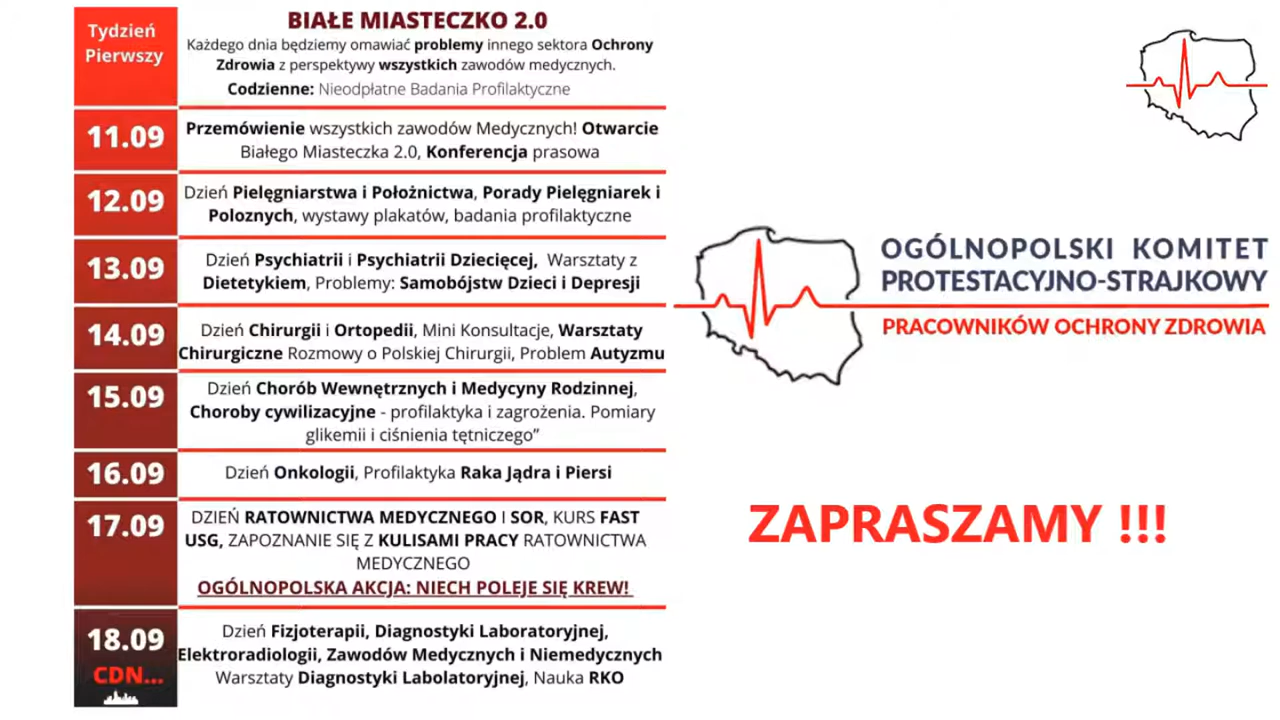 Tydzień
Pierwszy
BIAŁE MIASTECZKO 2.0
Każdego dnia będziemy omawiać problemy innego sektora Ochrony
Zdrowia z perspektywy wszystkich zawodów medycznych.
Codzienne: Nieodpłatne Badania Profilaktyczne
11.09
Przemówienie wszystkich zawodów Medycznych! Otwarcie
Białego Miasteczka 2.0, Konferencja prasowa
12.09
Dzień Pielęgniarstwa i Położnictwa, Porady Pielęgniarek i
Poloznych, wystawy plakatów, badania profilaktyczne
13.09
Dzień Psychiatrii i Psychiatrii Dziecięcej, Warsztaty z
Dietetykiem, Problemy: Samobójstw Dzieci i Depresji
14.09
Dzień Chirurgii i Ortopedii, Mini Konsultacje, Warsztaty
Chirurgiczne Rozmowy o Polskiej Chirurgii, Problem Autyzmu
15.09
Dzień Chorób Wewnętrznych i Medycyny Rodzinnej,
Choroby cywilizacyjne - profilaktyka i zagrożenia. Pomiary
glikemii i ciśnienia tętniczego”
16.09
Dzień Onkologii, Profilaktyka Raka Jądra i Piersi
17.09
DZIEŃ RATOWNICTWA MEDYCZNEGO I SOR, KURS FAST
USG, ZAPOZNANIE SIĘ Z KULISAMI PRACY RATOWNICTWA
MEDYCZNEGO
OGÓLNOPOLSKA AKCJA: NIECH POLEJE SIĘ KREW!
18.09
CDN...
Dzień Fizjoterapii, Diagnostyki Laboratoryjnej,
Elektroradiologii, Zawodów Medycznych i Niemedycznych
Warsztaty Diagnostyki Labolatoryjnej, Nauka RKO
OGÓLNOPOLSKI KOMITET
PROTESTACYJNO-STRAJKOWY
PRACOWNIKÓW OCHRONY ZDROWIA
ZAPRASZAMY !!!